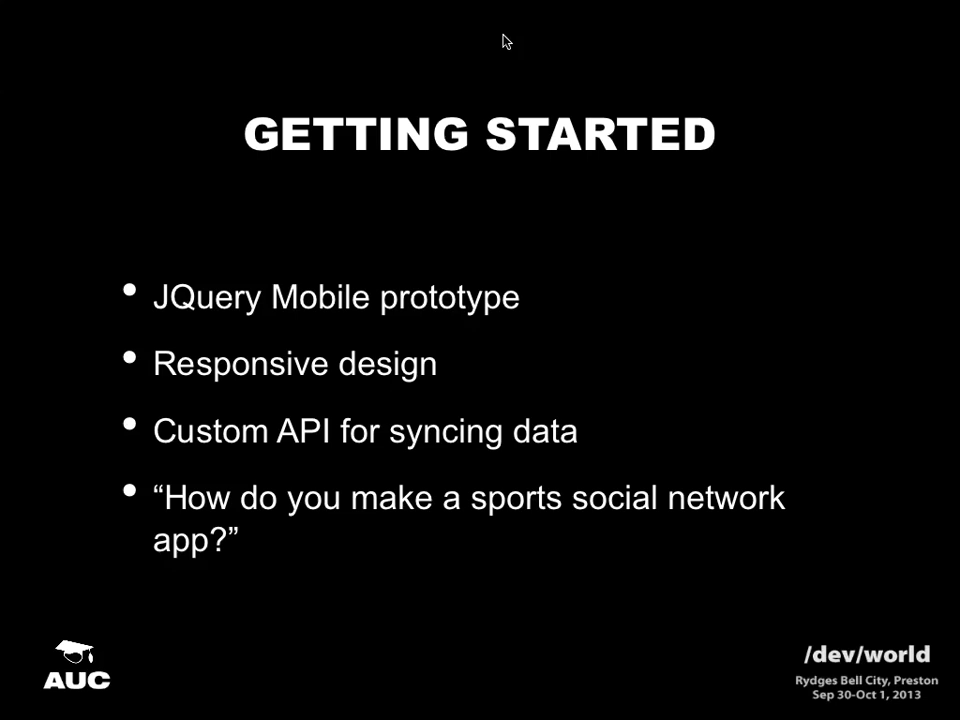 GETTING STARTED
• JQuery Mobile prototype
• Responsive design
• Custom API for syncing data
• “How do you make a sports social network
app?”
AUC
/dev/world
Rydges Bell City, Preston
Sep 30-Oct 1, 2013